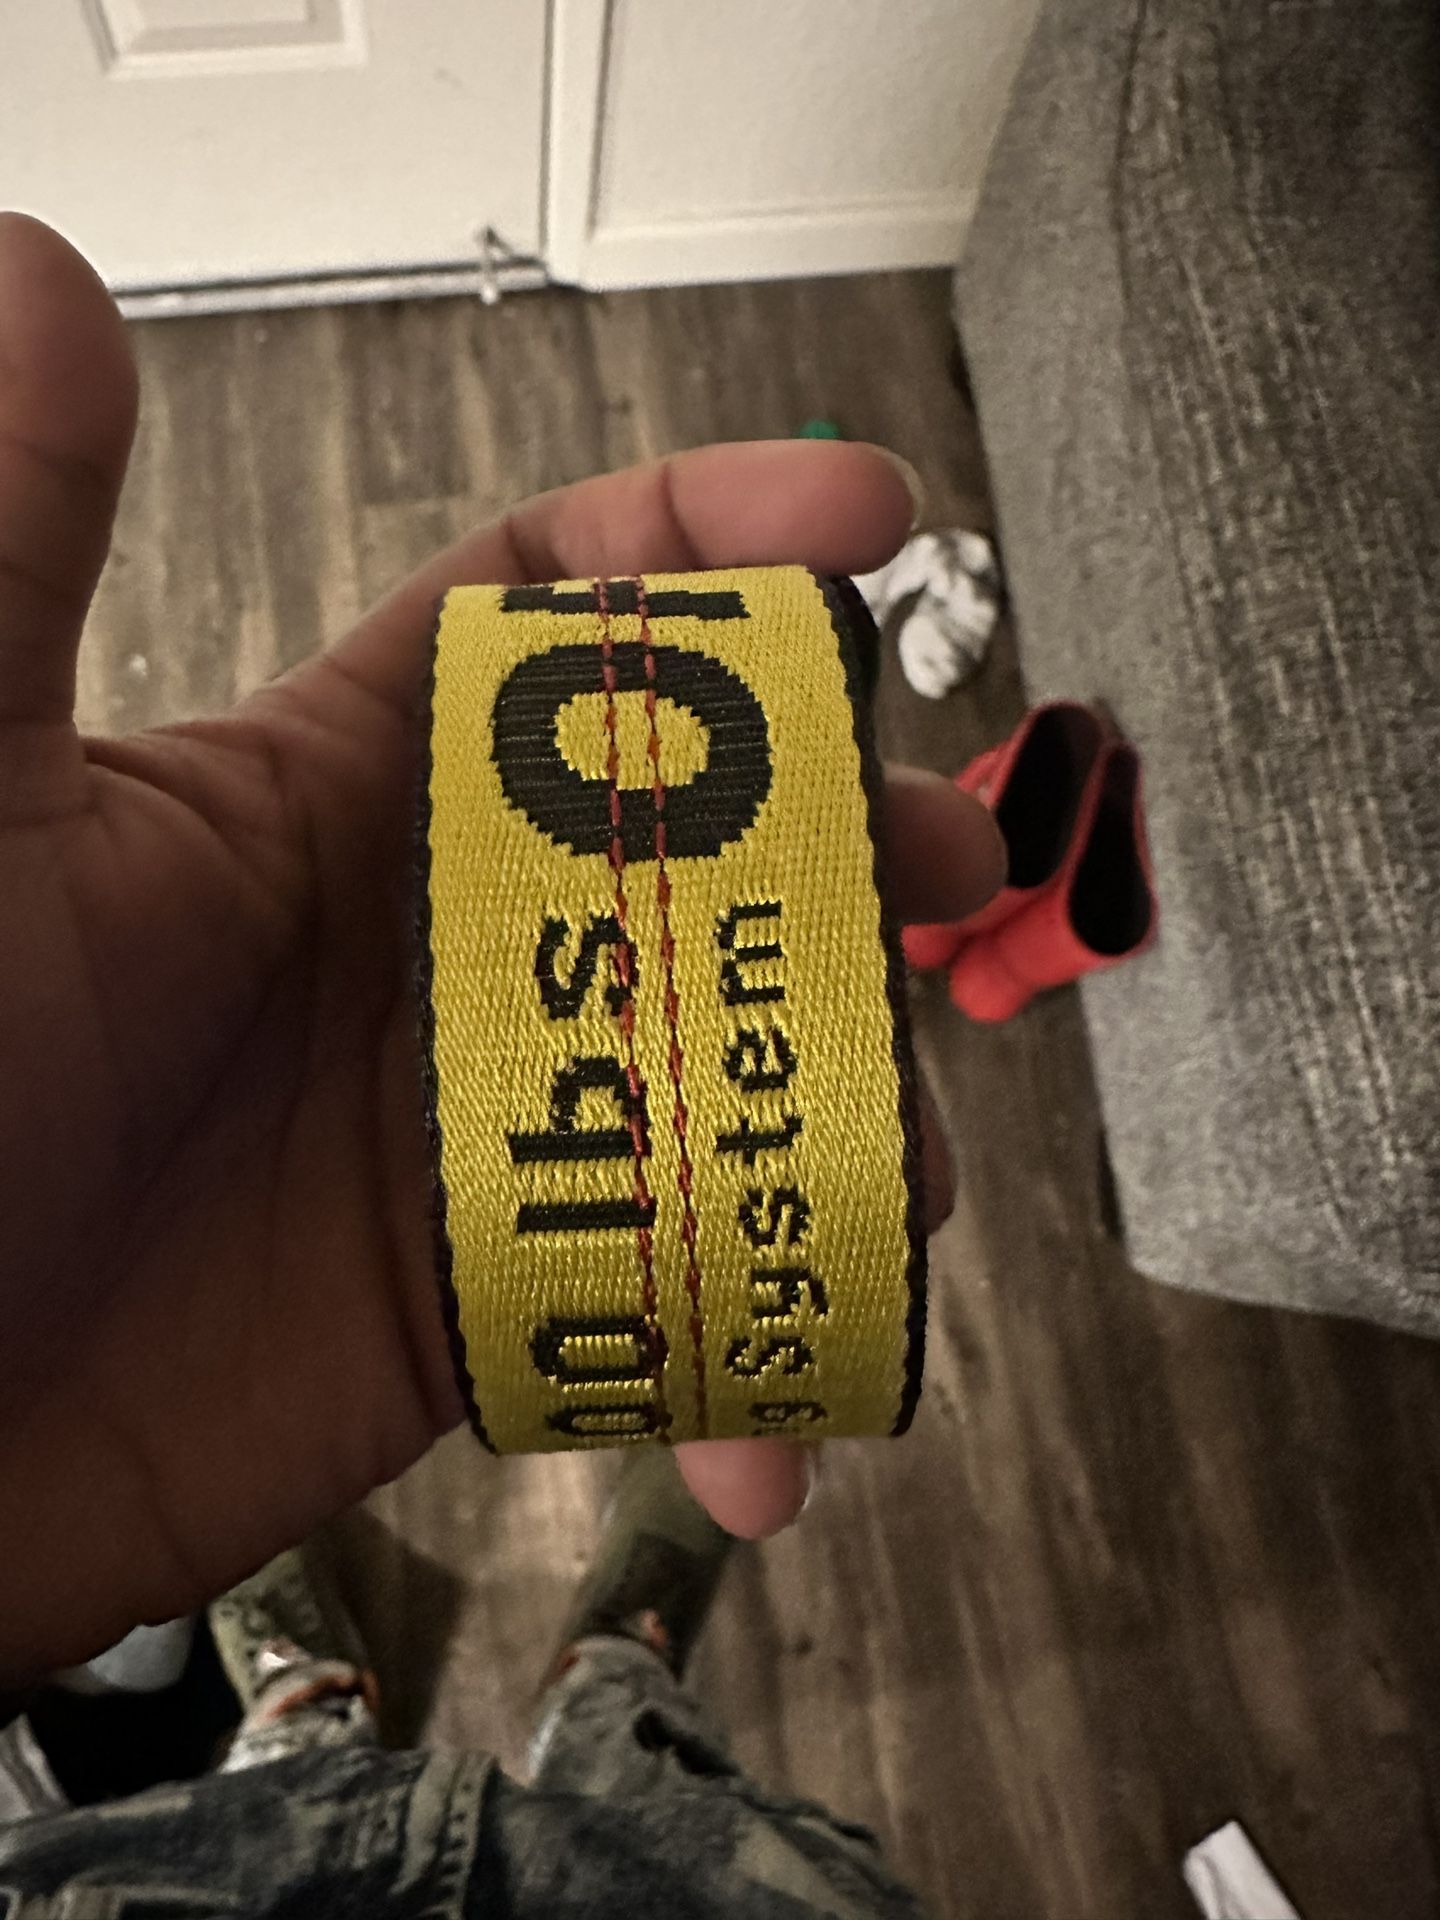 00 lbs
system
O